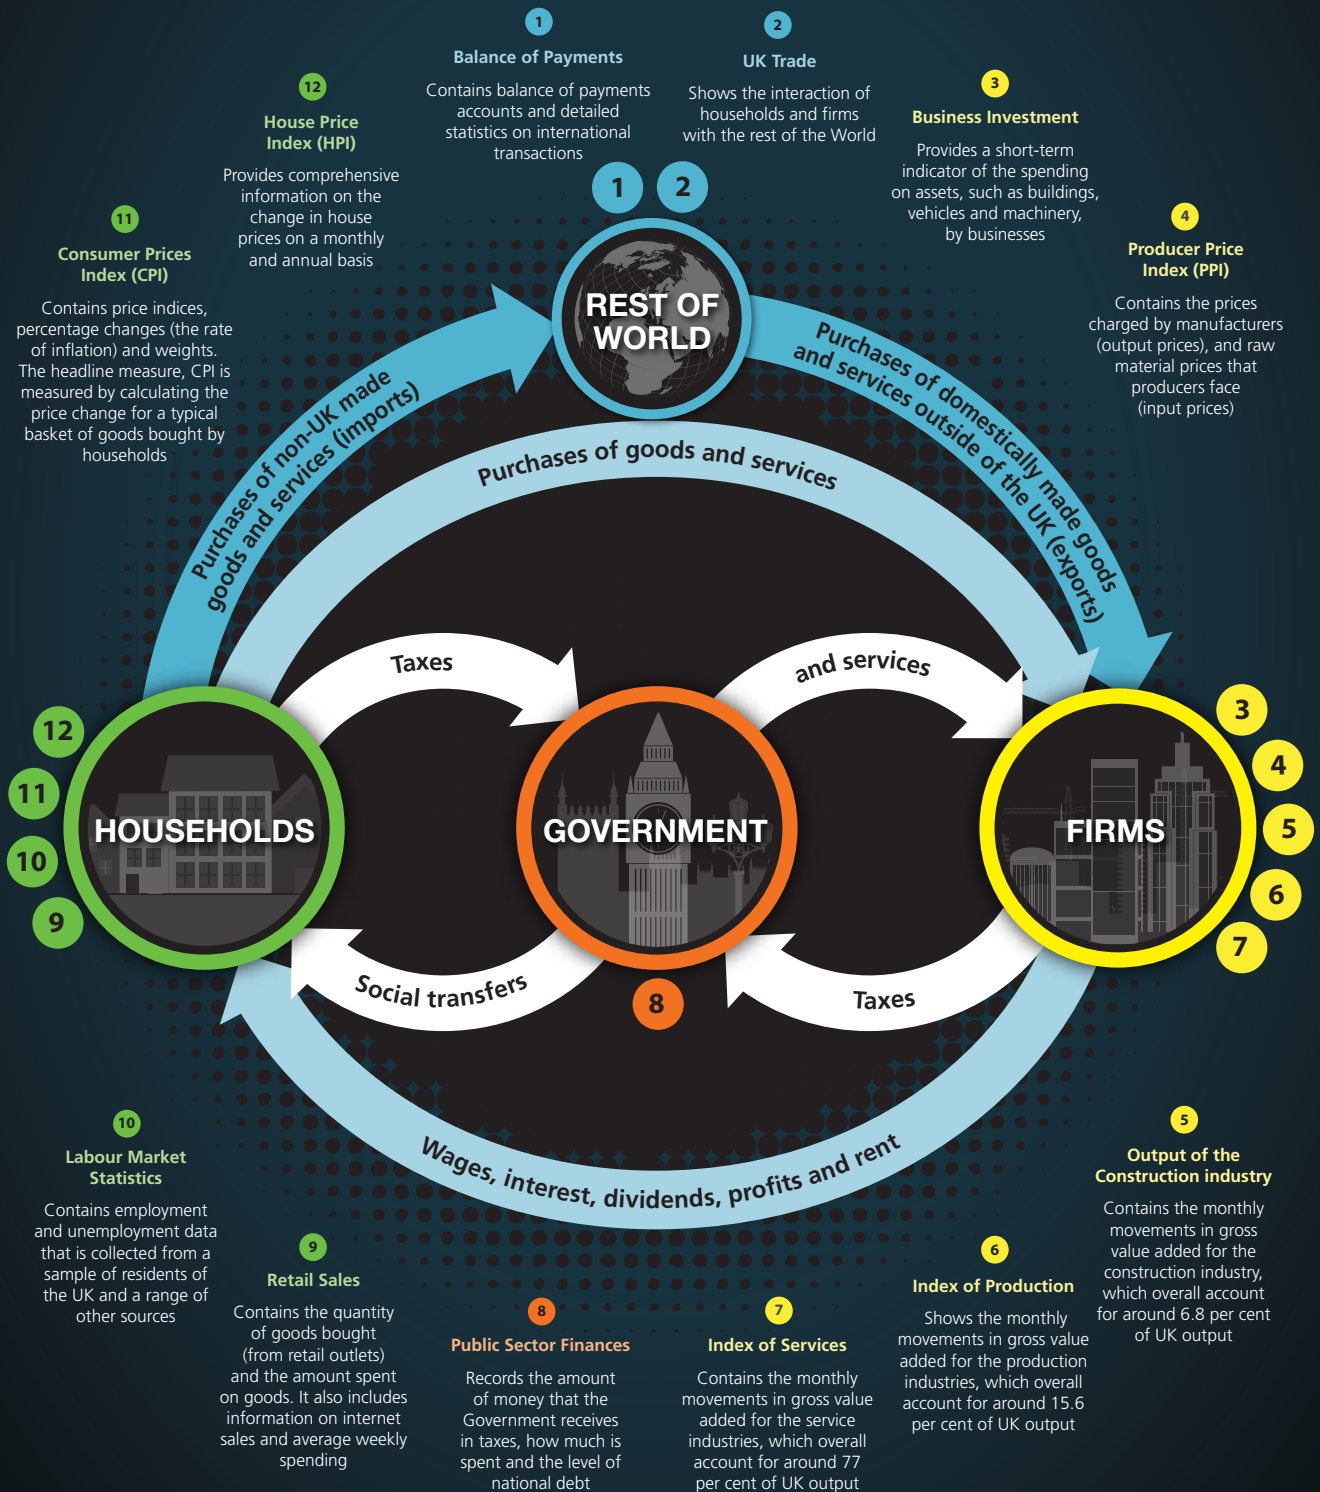 1
Balance of Payments
Contains balance of payments
accounts and detailed
statistics on international
transactions
2
UK Trade
Shows the interaction of
households and firms
with the rest of the World
12
House Price
Index (HPI)
Provides comprehensive
information on the
change in house
prices on a monthly
and annual basis
3
Business Investment
Provides a short-term
indicator of the spending
on assets, such as buildings,
vehicles and machinery,
by businesses
11
Consumer Prices
Index (CPI)
Contains price indices,
percentage changes (the rate
of inflation) and weights.
The headline measure, CPI is
measured by calculating the
price change for a typical
basket of goods bought by
households
4
Producer Price
Index (PPI)
Contains the prices
charged by manufacturers
(output prices), and raw
material prices that
producers face
(input prices)
1
2
REST OF
WORLD
Purchases of non-UK made
goods and services (imports)
Purchases of domestically made goods
and services outside of the UK (exports)
Purchases of goods and services
Taxes
and services
12
11
10
9
HOUSEHOLDS
GOVERNMENT
FIRMS
3
4
5
6
7
Social transfers
8
Taxes
Wages, interest, dividends, profits and rent
10
Labour Market
Statistics
Contains employment
and unemployment data
that is collected from a
sample of residents of
the UK and a range of
other sources
9
Retail Sales
Contains the quantity
of goods bought
(from retail outlets)
and the amount spent
on goods. It also includes
information on internet
sales and average weekly
spending
8
Public Sector Finances
Records the amount
of money that the
Government receives
in taxes, how much is
spent and the level of
national debt
7
Index of Services
Contains the monthly
movements in gross value
added for the service
industries, which overall
account for around 77
per cent of UK output
6
Index of Production
Shows the monthly
movements in gross value
added for the production
industries, which overall
account for around 15.6
per cent of UK output
5
Output of the
Construction industry
Contains the monthly
movements in gross
value added for the
construction industry,
which overall account
for around 6.8 per cent
of UK output